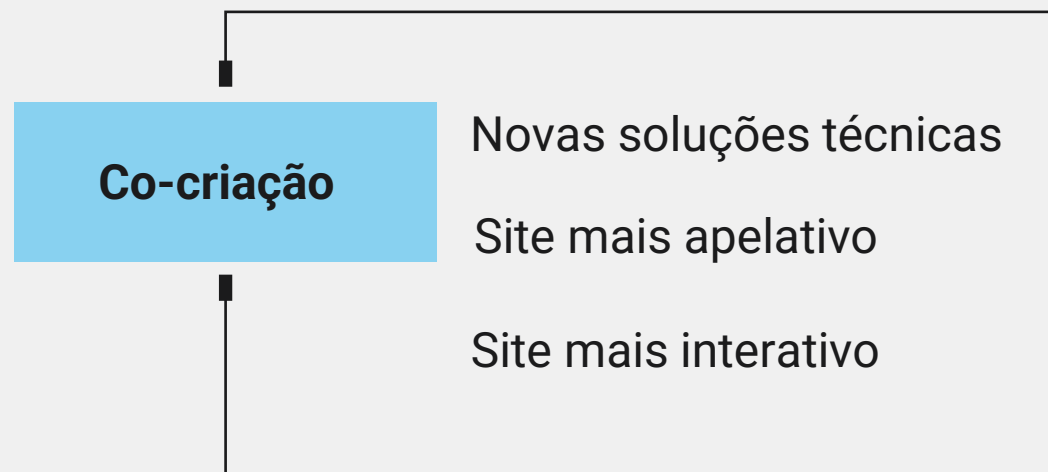 Co-criação
Novas soluções técnicas
Site mais apelativo
Site mais interativo